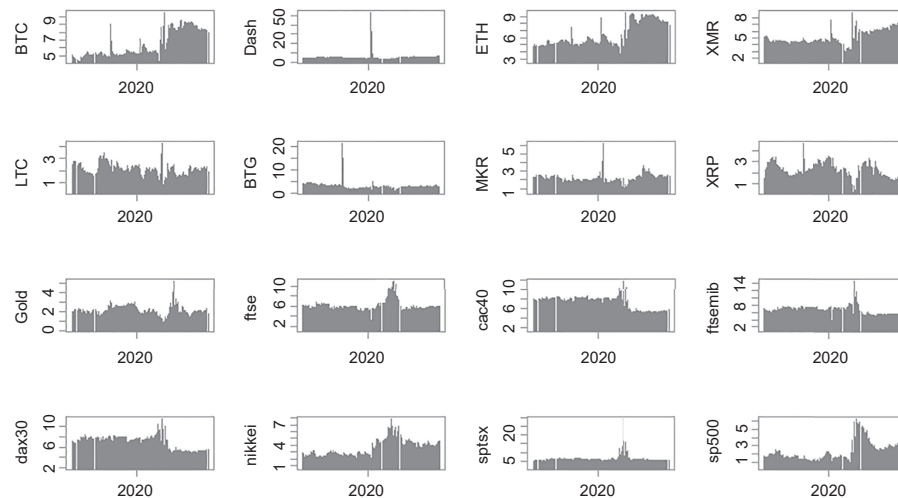 BTC
5 7 9
2020
Dash
0 20 50
2020
ETH
3 6 9
2020
XMR
2 5 8
2020
LTC
1 3
2020
BTG
0 10 20
2020
MKR
1 3 5
2020
XRP
1 3
2020
Gold
0 2 4
2020
ftse
2 6 10
2020
cac40
2 6 10
2020
ftsemib
2 8 14
2020
dax30
2 6 10
2020
nikkei
1 4 7
2020
sptsx
5 20
2020
sp500
1 3 5
2020